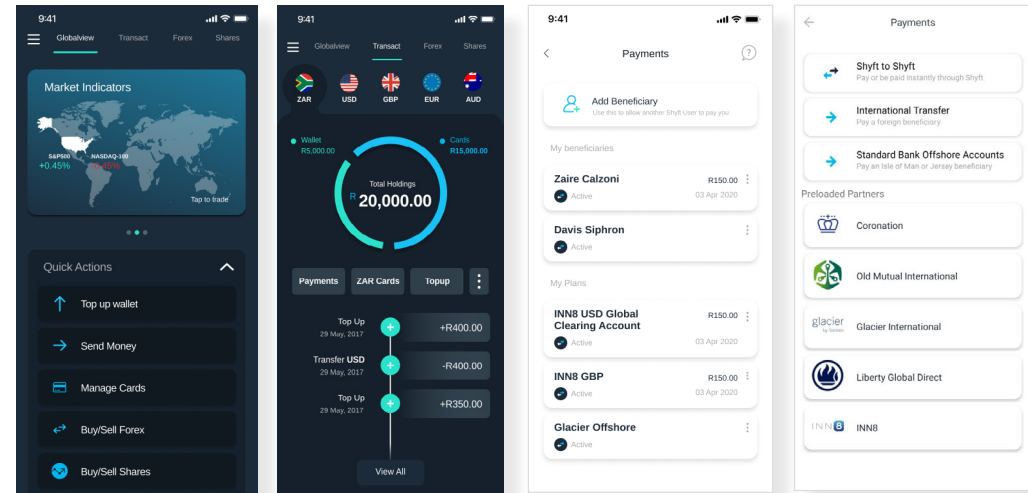 9:41
Globalview Transact Forex Shares
Market Indicators
S&P500 NASDAQ-100
+0.45% +0.45%
Tap to trade
Quick Actions
Top up wallet
Send Money
Manage Cards
Buy/Sell Forex
Buy/Sell Shares
9:41
Globalview Transact Forex Shares
ZAR USD GBP EUR AUD
Wallet
R5,000.00
Cards
R15,000.00
Total Holdings
R 20,000.00
Payments ZAR Cards Topup
Top Up
29 May, 2017
+R400.00
Transfer USD
29 May, 2017
-R400.00
Top Up
29 May, 2017
+R350.00
View All
9:41
Payments ?
Add Beneficiary
Use this to allow another Shyft User to pay you
My beneficiaries
Zaire Calzoni R150.00
Active 03 Apr 2020
Davis Siphron
Active
My Plans
INN8 USD Global R150.00
Clearing Account
Active 03 Apr 2020
INN8 GBP R150.00
Active 03 Apr 2020
Glacier Offshore
Active
Payments
Shyft to Shyft
Pay or be paid instantly through Shyft
International Transfer
Pay a foreign beneficiary
Standard Bank Offshore Accounts
Pay an Isle of Man or Jersey beneficiary
Preloaded Partners
Coronation
Old Mutual International
glacier
by Sanlam
Glacier International
Liberty Global Direct
INN8 INN8